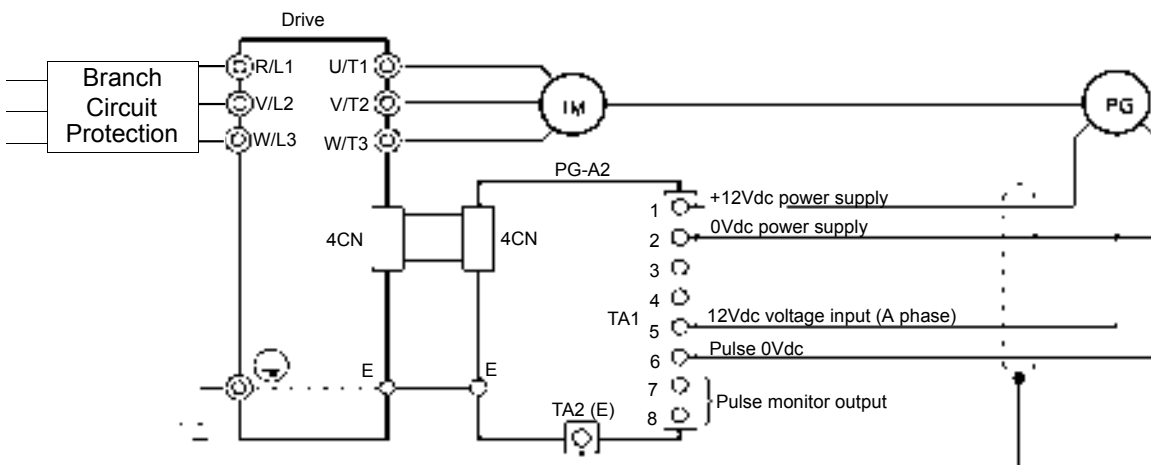 Drive
R/L1 U/T1
Branch
Circuit
Protection
V/L2 V/T2
W/L3 W/T3
IM
PG
PG-A2
4CN
4CN
1 +12Vdc power supply
2 0Vdc power supply
3
4
TA1
5 12Vdc voltage input (A phase)
6 Pulse 0Vdc
E
E
7
8
Pulse monitor output
TA2 (E)